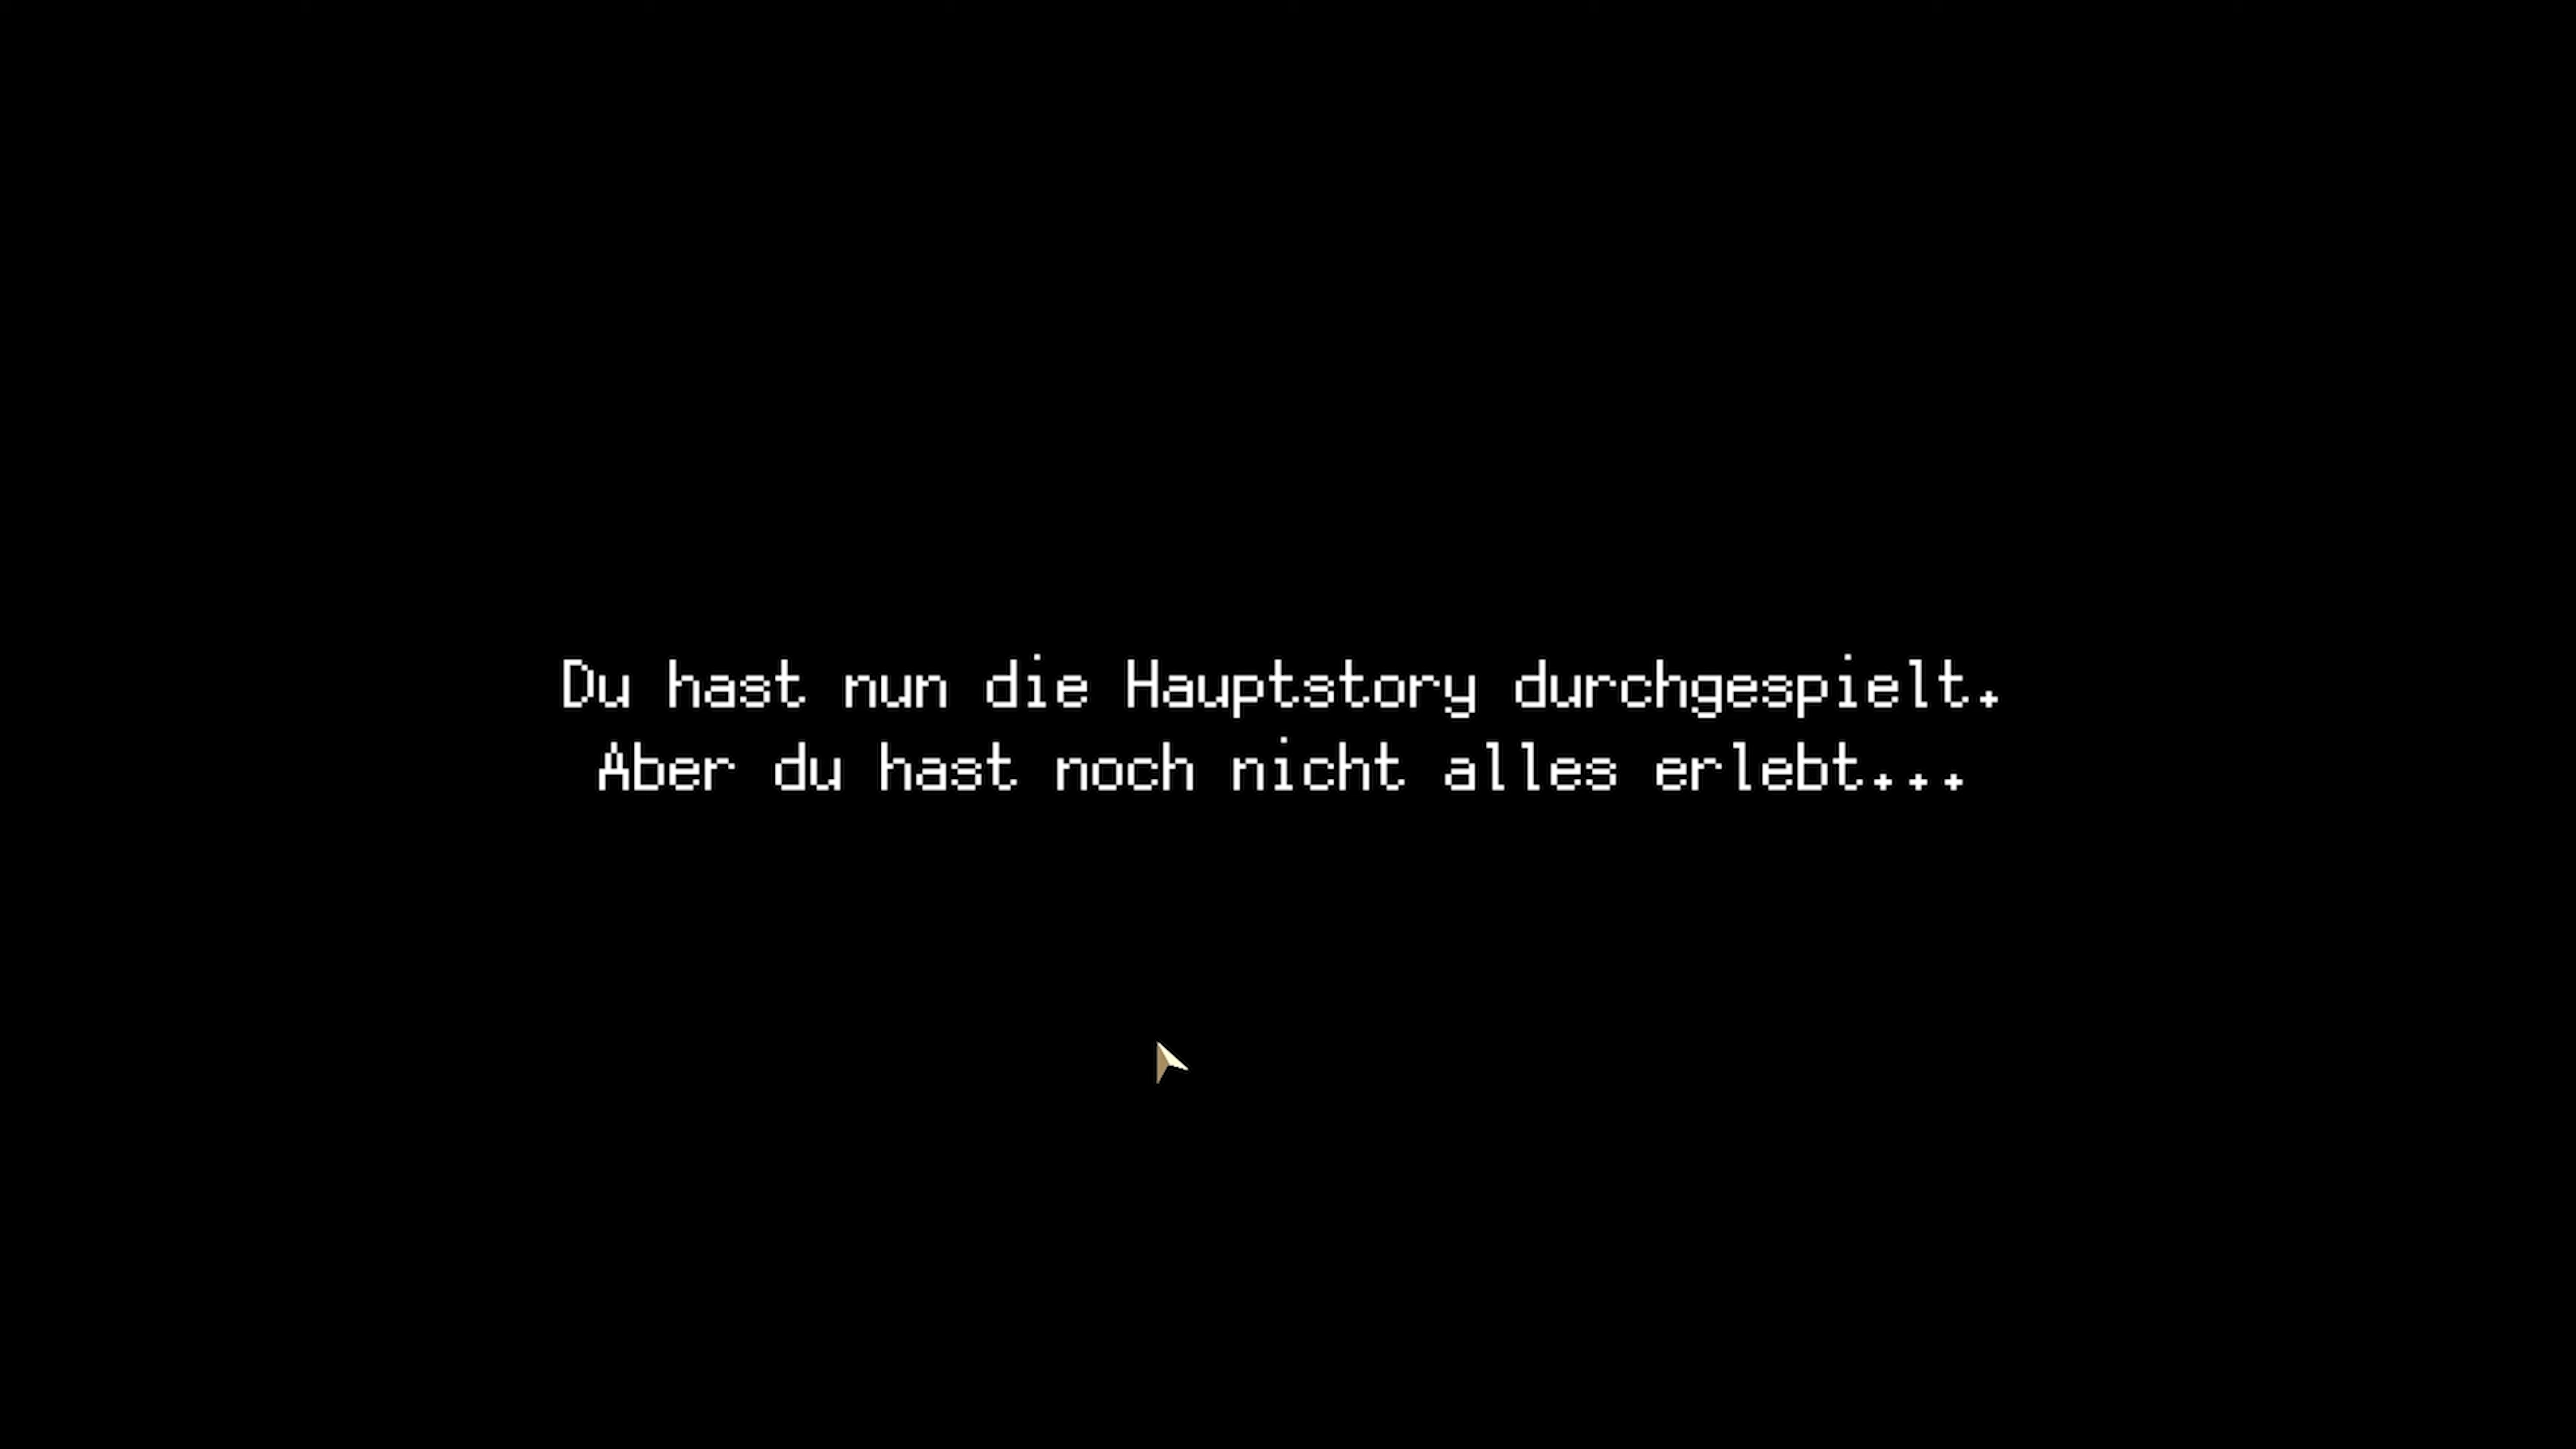 Du hast nun die Hauptstory durchgespielt.
Aber du hast noch nicht alles erlebt...